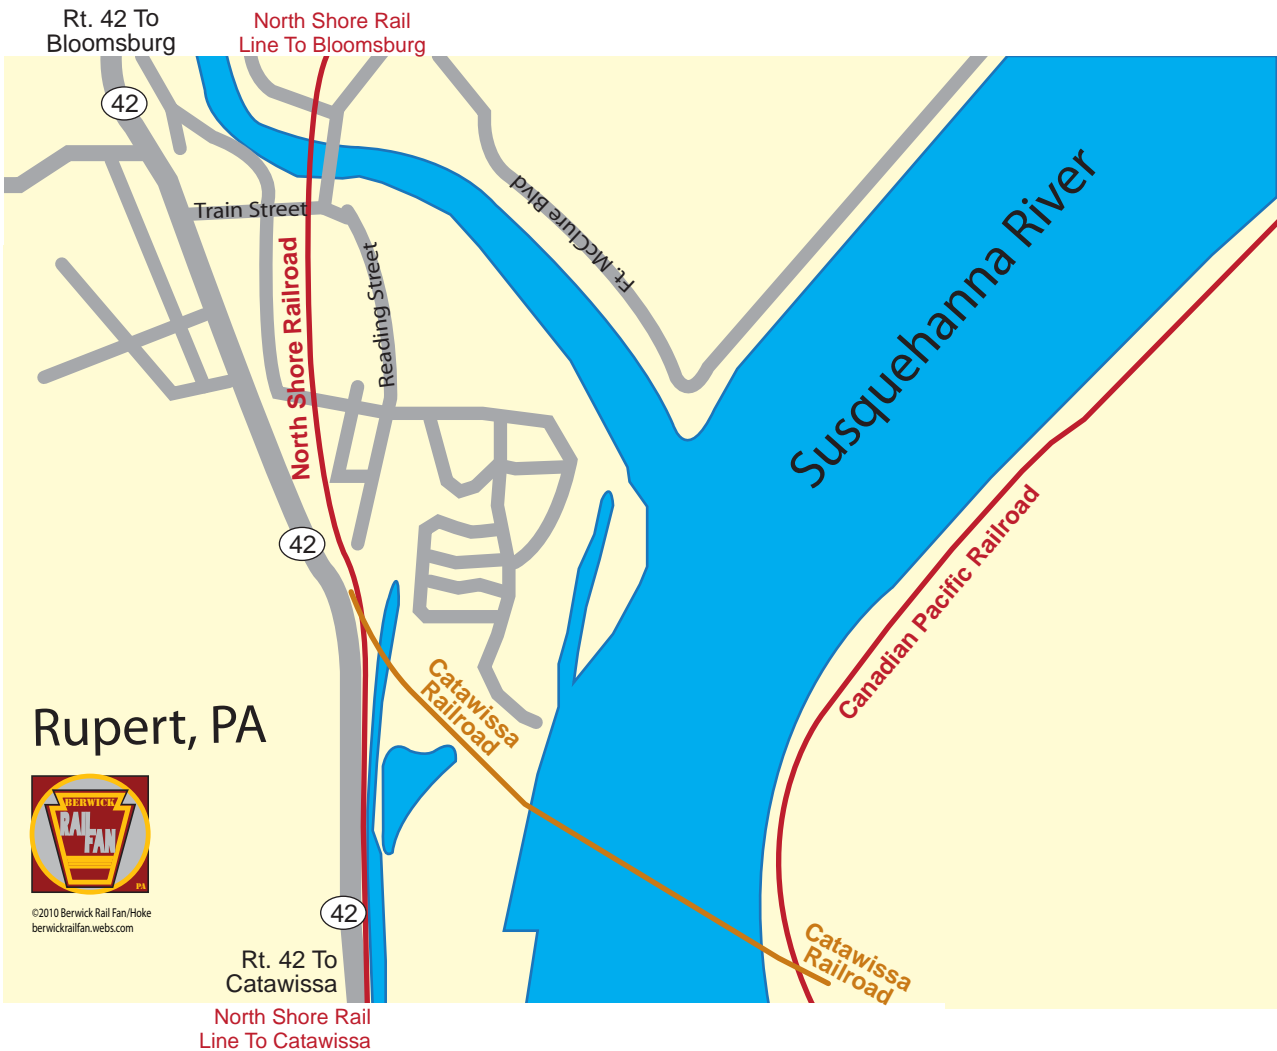 Rt. 42 To
Bloomsburg
North Shore Rail
Line To Bloomsburg
42
Train Street
Ft. McClure Blvd
North Shore Railroad
Reading Street
Susquehanna River
42
Canadian Pacific Railroad
Catawissa
Railroad
Rupert, PA
BERWICK
RAIL
FAN
PA
©2010 Berwick Rail Fan/Hoke
berwickrailfan.webs.com
42
Catawissa
Railroad
Rt. 42 To
Catawissa
North Shore Rail
Line To Catawissa